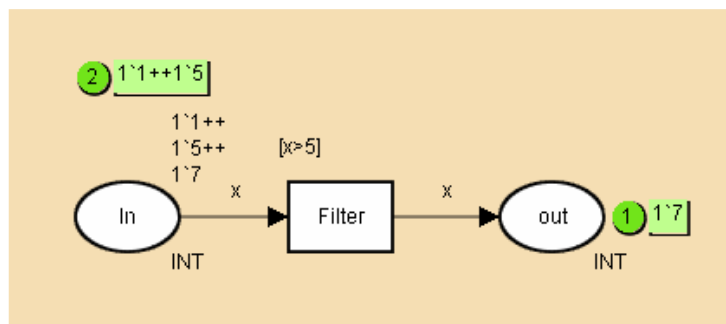 2 1`1++1`5
1`1++
1`5++
1`7
[x>5]
x
x
In
Filter
out
1 1`7
INT
INT